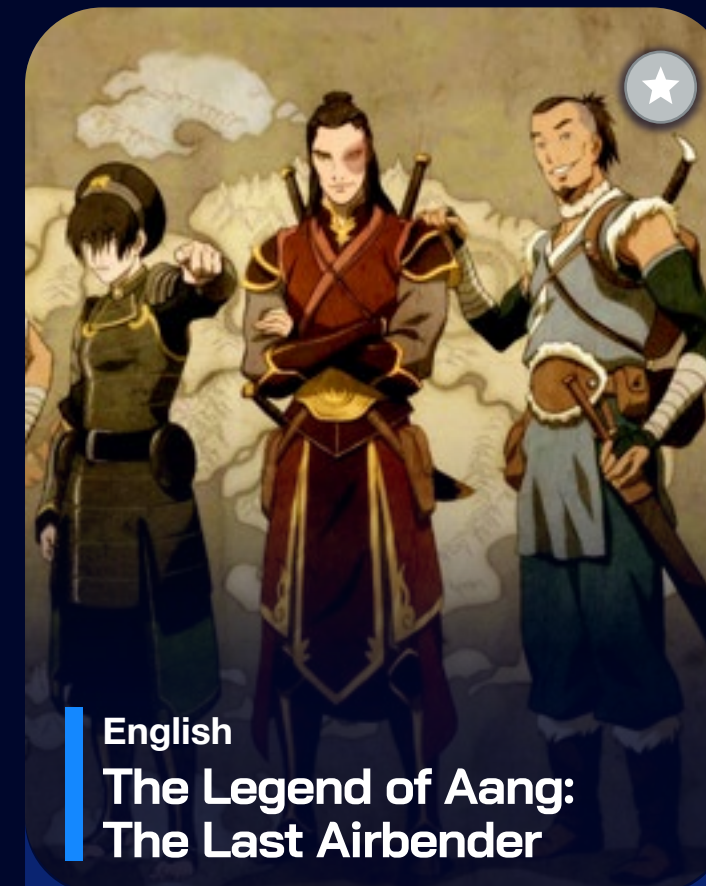 English
The Legend of Aang:
The Last Airbender